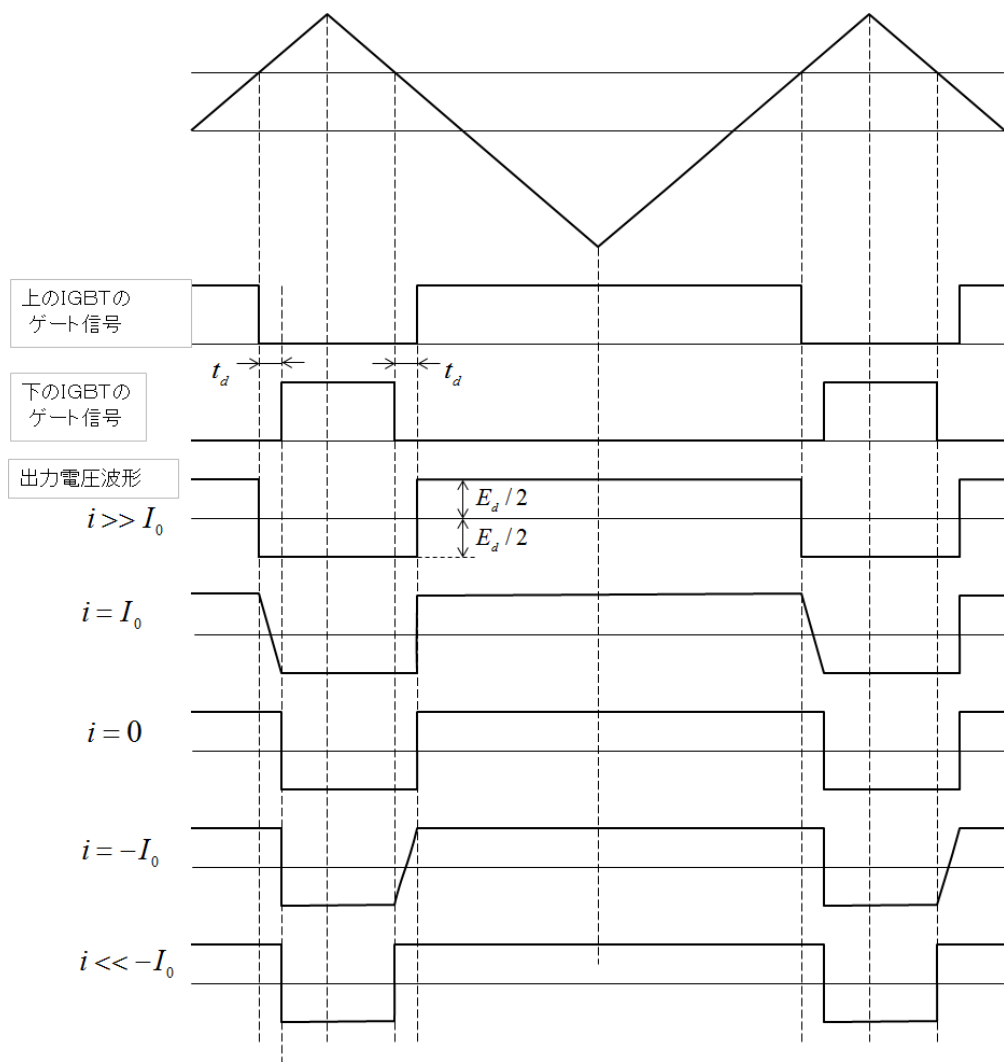 上のIGBTの
ゲート信号
t_d
t_d
下のIGBTの
ゲート信号
出力電圧波形
E_d/2
i>>I_0
E_d/2
i=I_0
i=0
i=-I_0
i<<-I_0